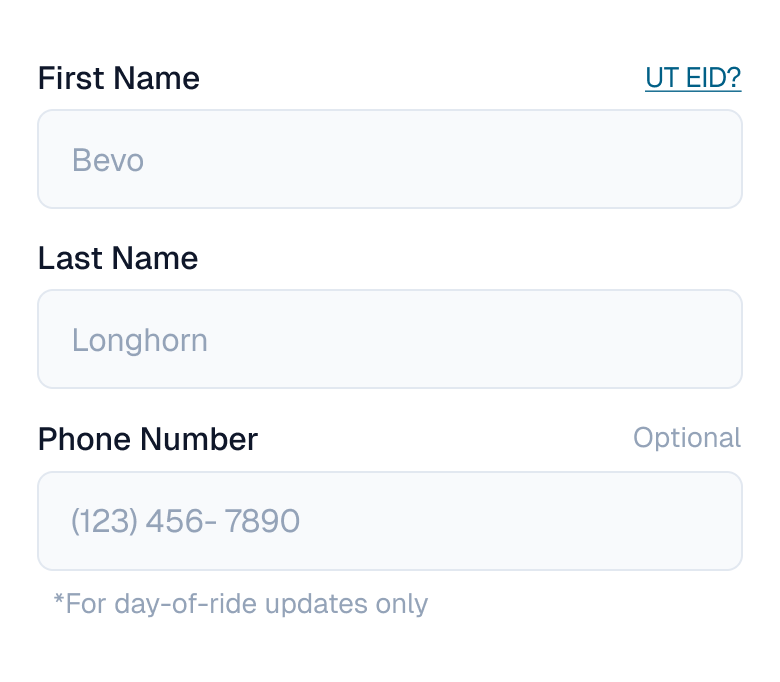 First Name UT EID?
Bevo
Last Name
Longhorn
Phone Number Optional
(123) 456- 7890
*For day-of-ride updates only